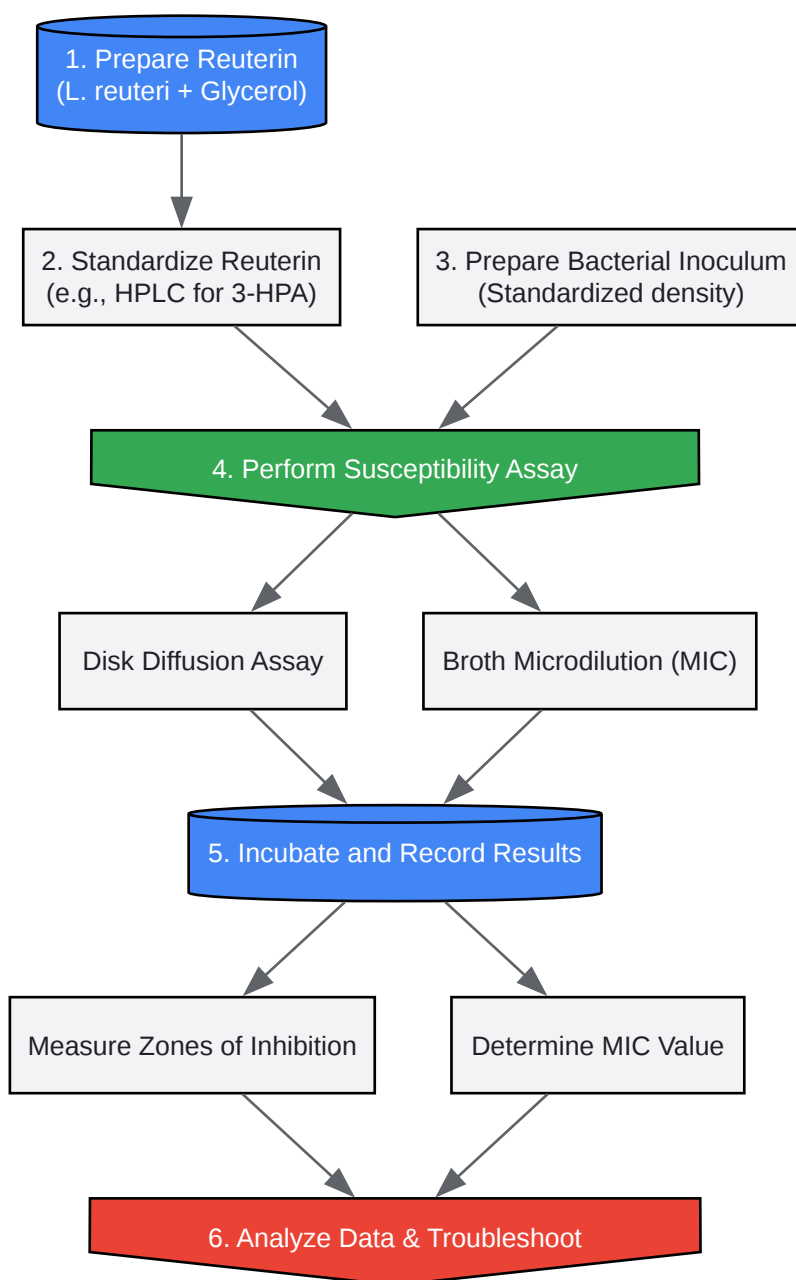 1. Prepare Reuterin
(L. reuteri + Glycerol)
2. Standardize Reuterin
(e.g., HPLC for 3-HPA)
3. Prepare Bacterial Inoculum
(Standardized density)
4. Perform Susceptibility Assay
Disk Diffusion Assay
Broth Microdilution (MIC)
5. Incubate and Record Results
Measure Zones of Inhibition
Determine MIC Value
6. Analyze Data & Troubleshoot